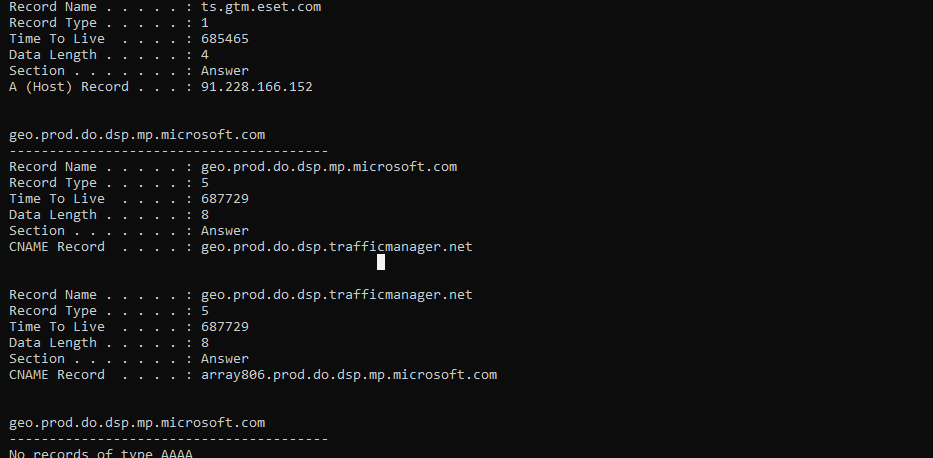 Record Name . . . . . : ts.gtm.eset.com
Record Type . . . . . : 1
Time To Live  . . . . : 685465
Data Length . . . . . : 4
Section . . . . . . . : Answer
A (Host) Record . . . : 91.228.166.152
geo.prod.do.dsp.mp.microsoft.com
----------------------------------------
Record Name . . . . . : geo.prod.do.dsp.mp.microsoft.com
Record Type . . . . . : 5
Time To Live  . . . . : 687729
Data Length . . . . . : 8
Section . . . . . . . : Answer
CNAME Record  . . . . : geo.prod.do.dsp.trafficmanager.net
Record Name . . . . . : geo.prod.do.dsp.trafficmanager.net
Record Type . . . . . : 5
Time To Live  . . . . : 687729
Data Length . . . . . : 8
Section . . . . . . . : Answer
CNAME Record  . . . . : array806.prod.do.dsp.mp.microsoft.com
geo.prod.do.dsp.mp.microsoft.com
----------------------------------------
No records of type AAAA